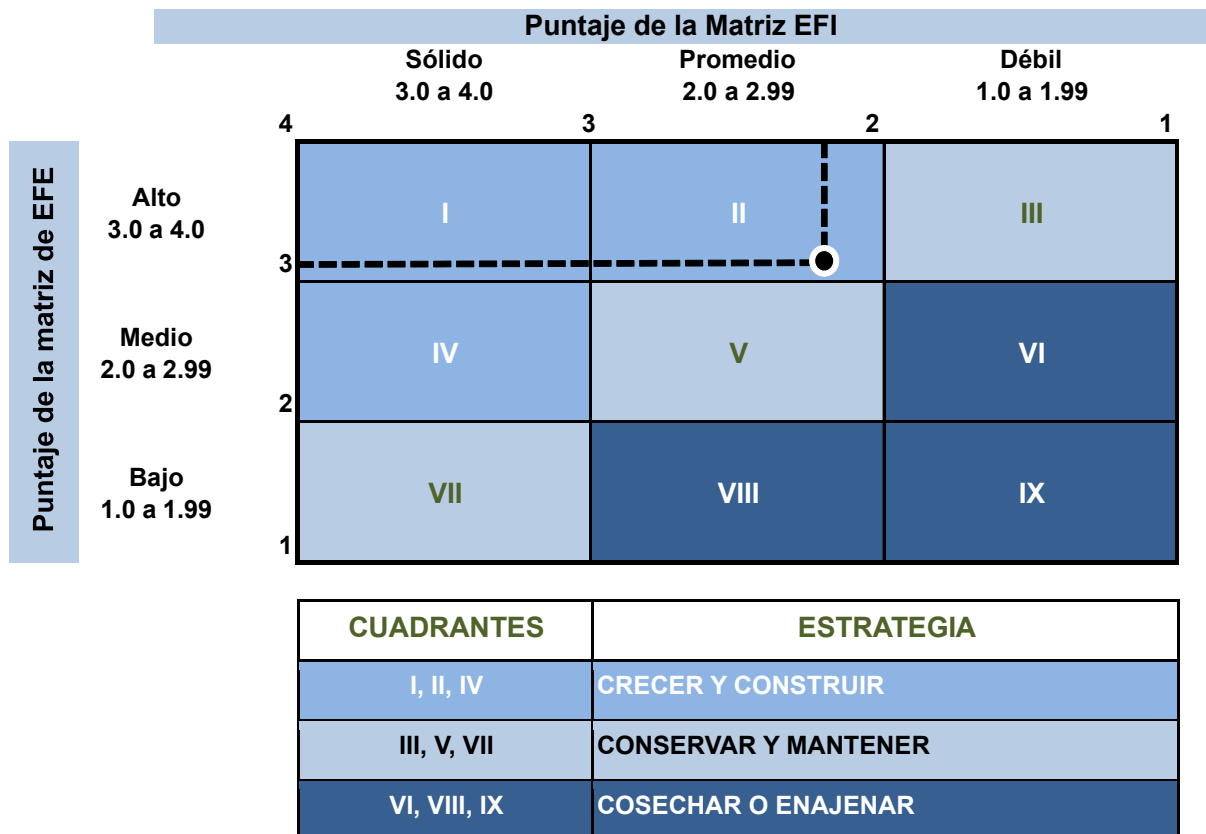 Puntaje de la Matriz EFI
Sólido
3.0 a 4.0
Promedio
2.0 a 2.99
Débil
1.0 a 1.99
4 3 2 1
Puntaje de la matriz de EFE
Alto
3.0 a 4.0
I II III
3
Medio
2.0 a 2.99
IV V VI
2
Bajo
1.0 a 1.99
VII VIII IX
1
CUADRANTES ESTRATEGIA
I, II, IV CRECER Y CONSTRUIR
III, V, VII CONSERVAR Y MANTENER
VI, VIII, IX COSECHAR O ENAJENAR